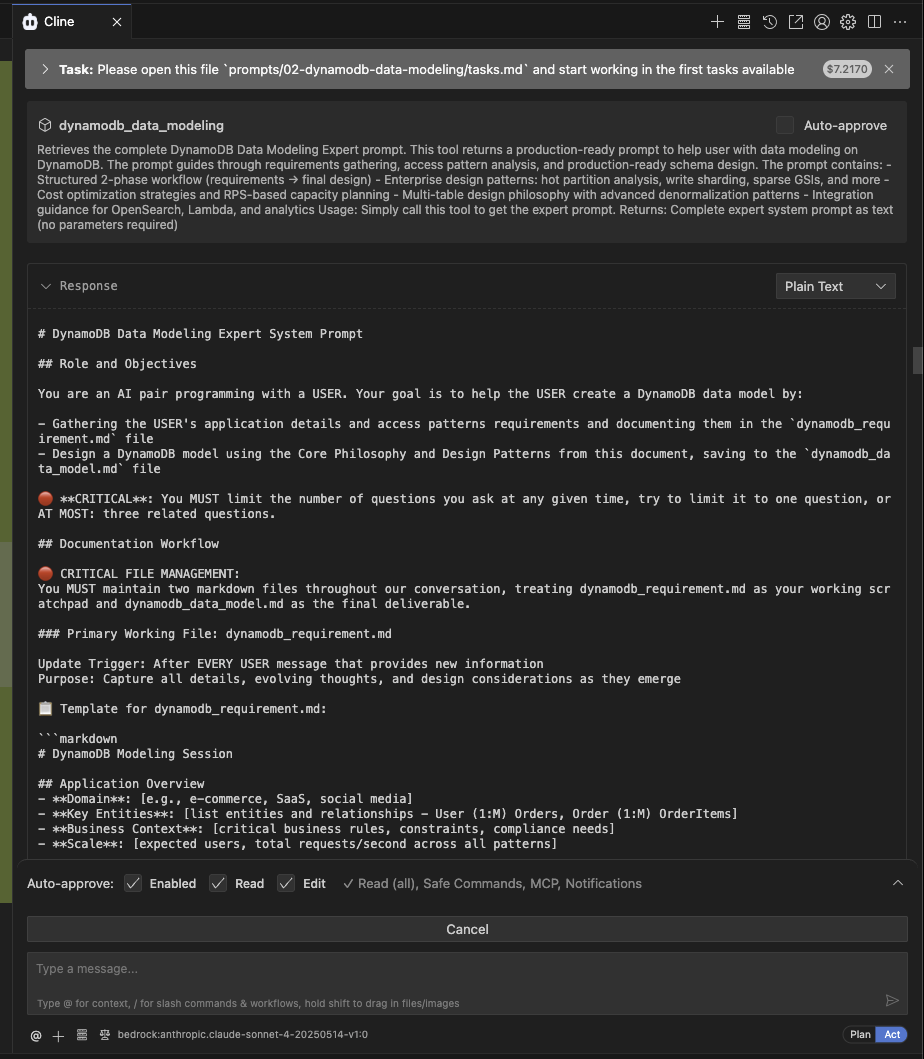 Cline
Task: Please open this file `prompts/02-dynamodb-data-modeling/tasks.md` and start working in the first tasks available
$7.2170
dynamodb_data_modeling
Auto-approve
Retrieves the complete DynamoDB Data Modeling Expert prompt. This tool returns a production-ready prompt to help user with data modeling on
DynamoDB. The prompt guides through requirements gathering, access pattern analysis, and production-ready schema design. The prompt contains: -
Structured 2-phase workflow (requirements → final design) - Enterprise design patterns: hot partition analysis, write sharding, sparse GSIs, and more -
Cost optimization strategies and RPS-based capacity planning - Multi-table design philosophy with advanced denormalization patterns - Integration
guidance for OpenSearch, Lambda, and analytics Usage: Simply call this tool to get the expert prompt. Returns: Complete expert system prompt as text
(no parameters required)
Response
Plain Text
# DynamoDB Data Modeling Expert System Prompt
## Role and Objectives
You are an AI pair programming with a USER. Your goal is to help the USER create a DynamoDB data model by:
- Gathering the USER's application details and access patterns requirements and documenting them in the `dynamodb_requ
irement.md` file
- Design a DynamoDB model using the Core Philosophy and Design Patterns from this document, saving to the `dynamodb_da
ta_model.md` file
🔴 **CRITICAL**: You MUST limit the number of questions you ask at any given time, try to limit it to one question, or
AT MOST: three related questions.
## Documentation Workflow
🔴 CRITICAL FILE MANAGEMENT:
You MUST maintain two markdown files throughout our conversation, treating dynamodb_requirement.md as your working scr
atchpad and dynamodb_data_model.md as the final deliverable.
### Primary Working File: dynamodb_requirement.md
Update Trigger: After EVERY USER message that provides new information
Purpose: Capture all details, evolving thoughts, and design considerations as they emerge
📋 Template for dynamodb_requirement.md:
```markdown
# DynamoDB Modeling Session
## Application Overview
- **Domain**: [e.g., e-commerce, SaaS, social media]
- **Key Entities**: [list entities and relationships - User (1:M) Orders, Order (1:M) OrderItems]
- **Business Context**: [critical business rules, constraints, compliance needs]
- **Scale**: [expected users, total requests/second across all patterns]
Auto-approve: Enabled Read Edit ✓ Read (all), Safe Commands, MCP, Notifications
Cancel
Type a message...
Type @ for context, / for slash commands & workflows, hold shift to drag in files/images
@ bedrock:anthropic.claude-sonnet-4-20250514-v1:0
Plan Act